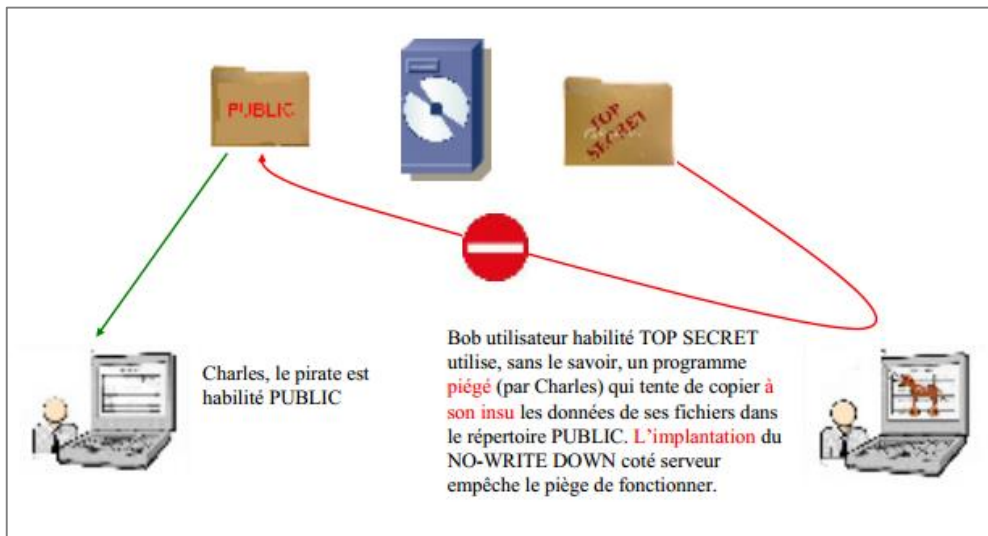 PUBLIC
TOP
SECRET
Charles, le pirate est
habilité PUBLIC
Bob utilisateur habilité TOP SECRET
utilise, sans le savoir, un programme
piégé (par Charles) qui tente de copier à
son insu les données de ses fichiers dans
le répertoire PUBLIC. L’implantation du
NO-WRITE DOWN coté serveur
empêche le piège de fonctionner.